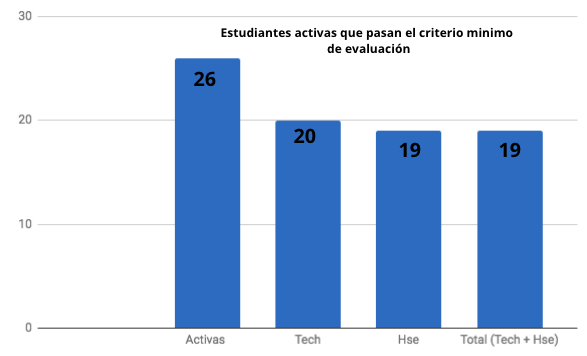 30
Estudiantes activas que pasan el criterio minimo
de evaluación
26
20
20
19
19
10
0
Activas Tech Hse Total (Tech + Hse)